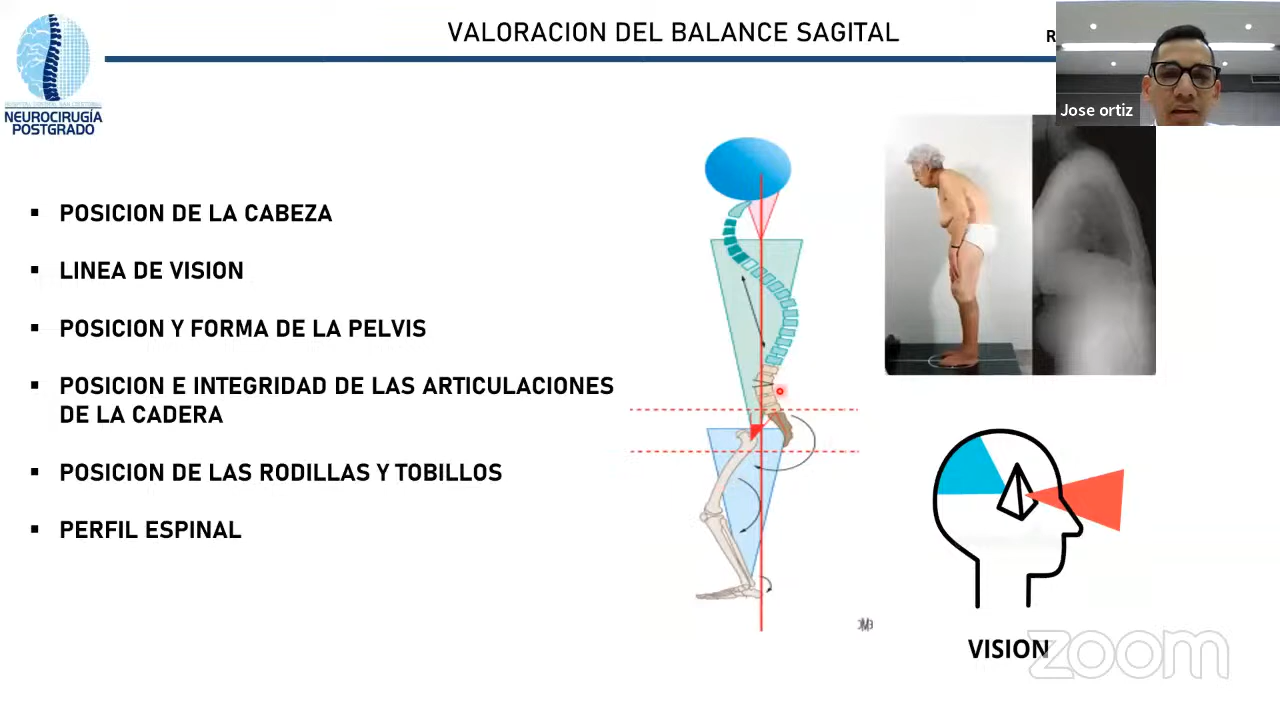 VALORACION DEL BALANCE SAGITAL
R
Jose ortiz
NEUROCIRUGÍA
POSTGRADO
▪ POSICION DE LA CABEZA
▪ LINEA DE VISION
▪ POSICION Y FORMA DE LA PELVIS
▪ POSICION E INTEGRIDAD DE LAS ARTICULACIONES
DE LA CADERA
▪ POSICION DE LAS RODILLAS Y TOBILLOS
▪ PERFIL ESPINAL
VISION
zoom